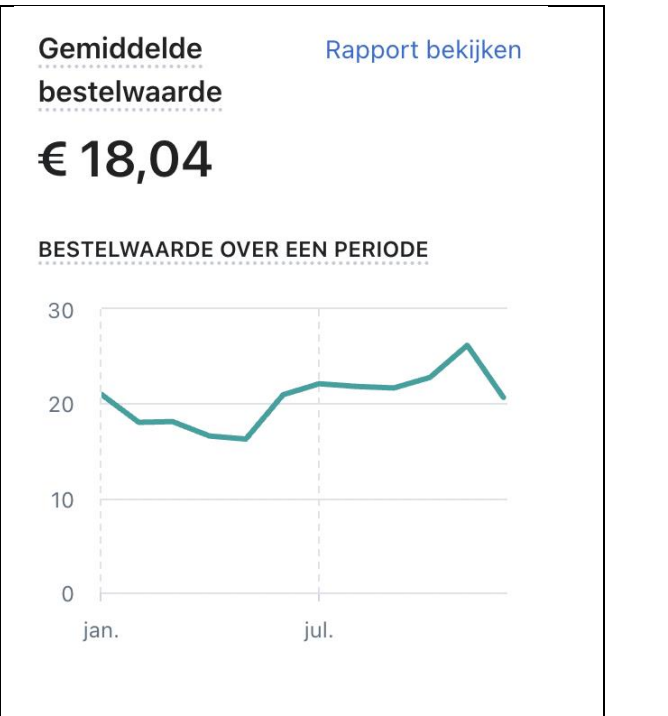 Gemiddelde
bestelwaarde
Rapport bekijken
€ 18,04
BESTELWAARDE OVER EEN PERIODE
30
20
10
0
jan.
jul.